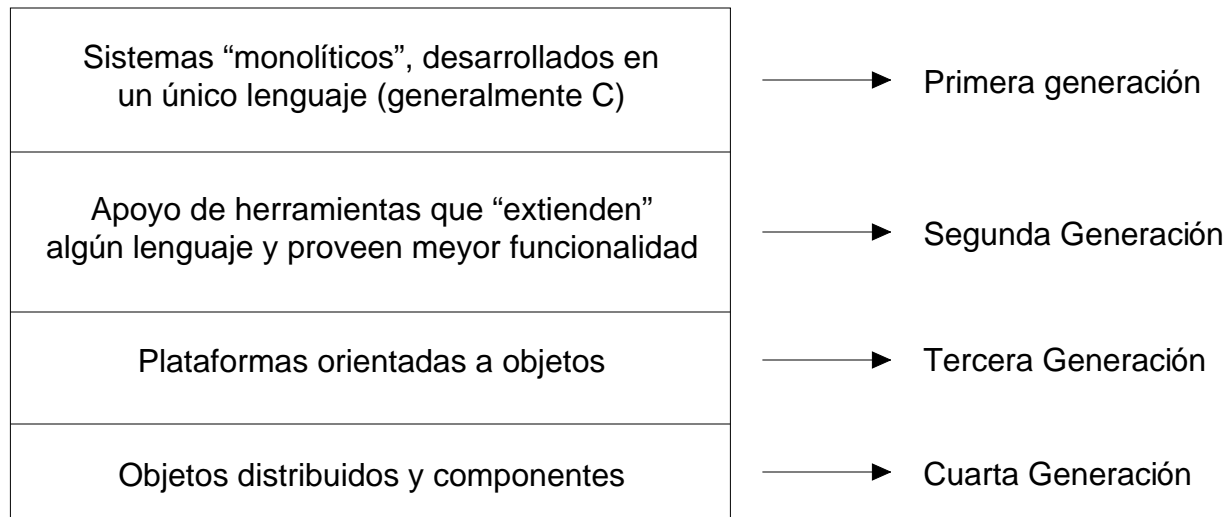 Sistemas “monolíticos”, desarrollados en
un único lenguaje (generalmente C)
Primera generación
Apoyo de herramientas que “extienden”
algún lenguaje y proveen meyor funcionalidad
Segunda Generación
Plataformas orientadas a objetos
Tercera Generación
Objetos distribuidos y componentes
Cuarta Generación